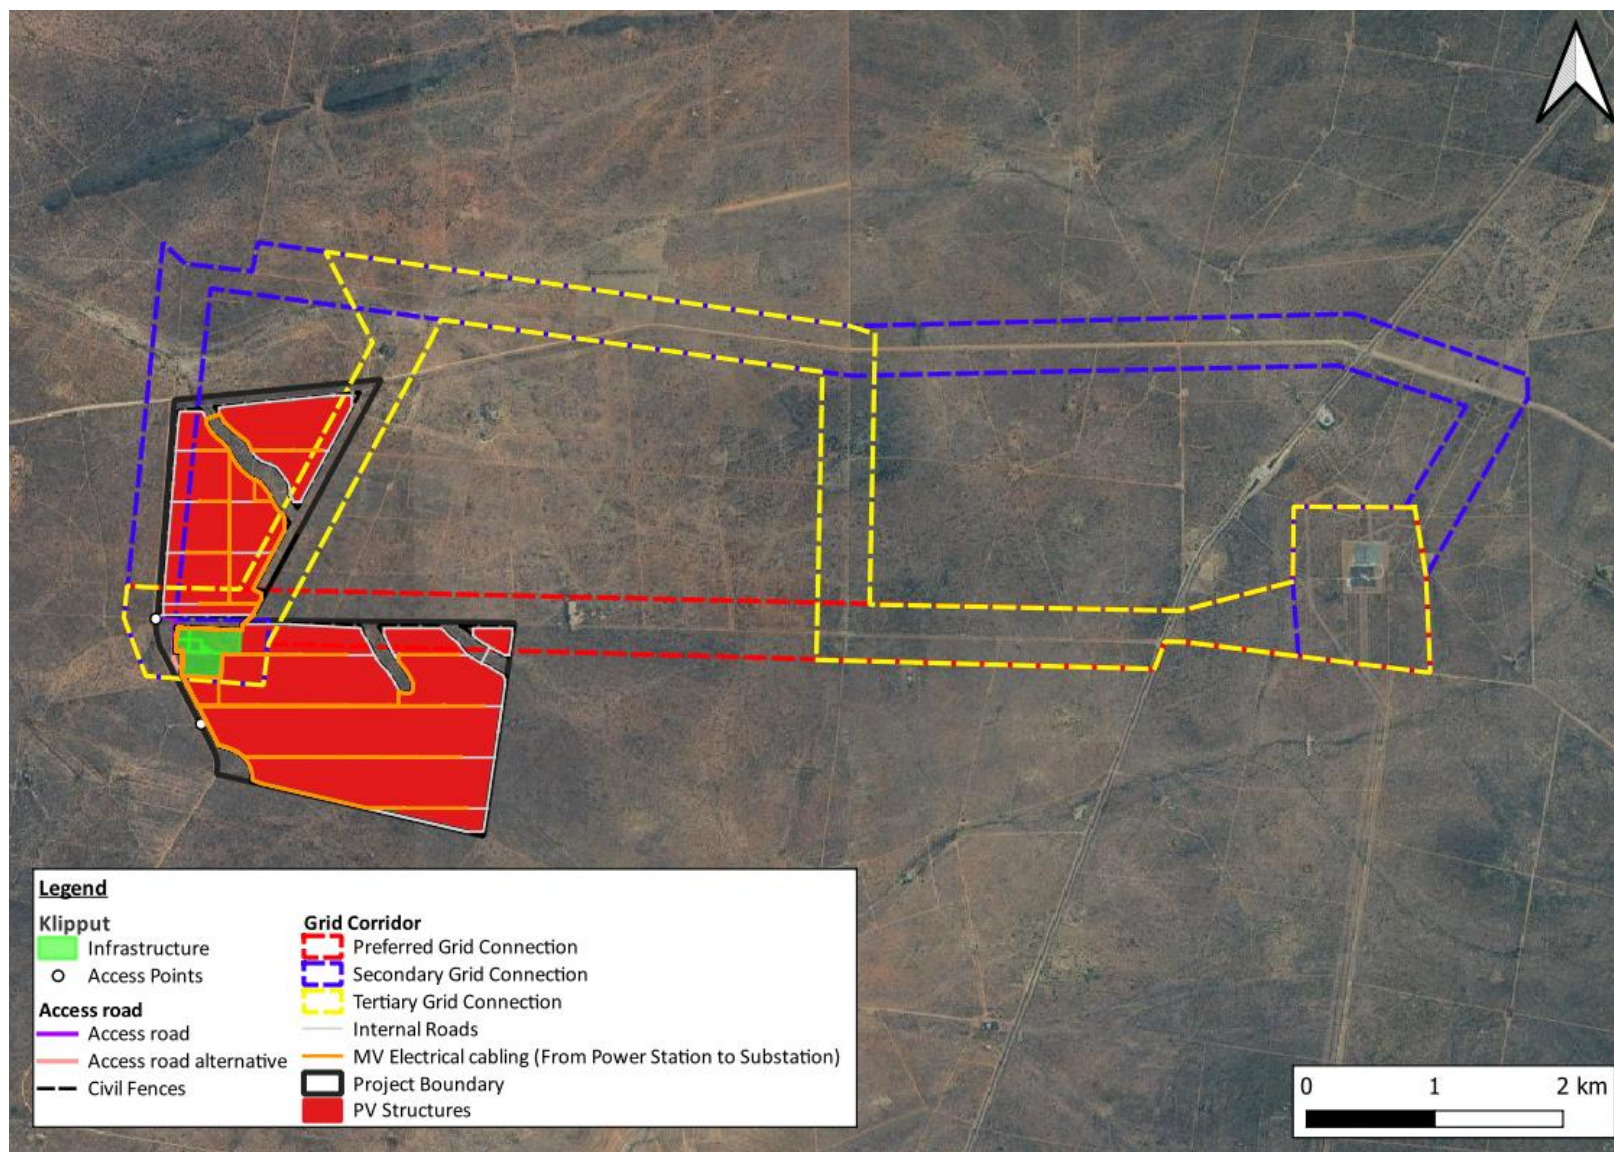 Legend
Klipput
Infrastructure
Access Points
Access road
Access road
Access road alternative
Civil Fences
Grid Corridor
Preferred Grid Connection
Secondary Grid Connection
Tertiary Grid Connection
Internal Roads
MV Electrical cabling (From Power Station to Substation)
Project Boundary
PV Structures
0 1 2 km